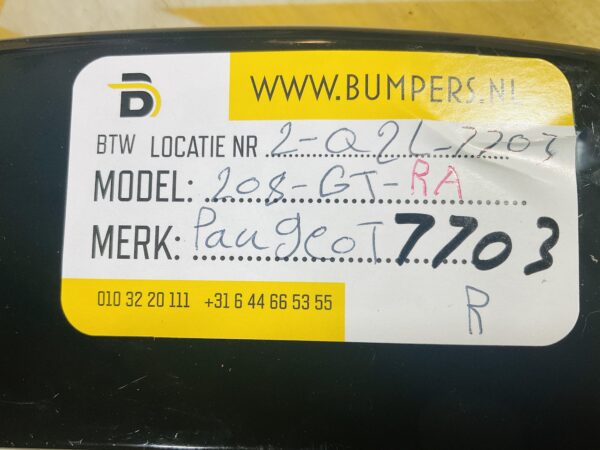 B
WWW.BUMPERS.NL
BTW LOCATIE NR 2-Q2L-7703
MODEL: 208-GT-RA
MERK: Paugeot 7703
010 32 20 111 +31 6 44 66 53 55
R